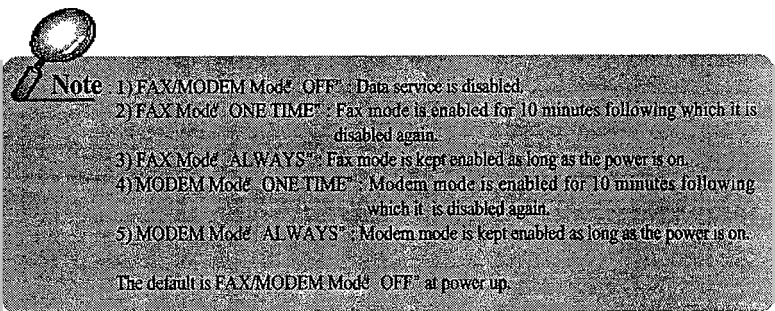 Note 1) FAX/MODEM Mode "OFF" : Data service is disabled.
2) FAX Mode "ONE TIME" : Fax mode is enabled for 10 minutes following which it is
disabled again.
3) FAX Mode "ALWAYS" : Fax mode is kept enabled as long as the power is on.
4) MODEM Mode "ONE TIME" : Modem mode is enabled for 10 minutes following
which it is disabled again.
5) MODEM Mode "ALWAYS" : Modem mode is kept enabled as long as the power is on.
The default is FAX/MODEM Mode "OFF" at power up.